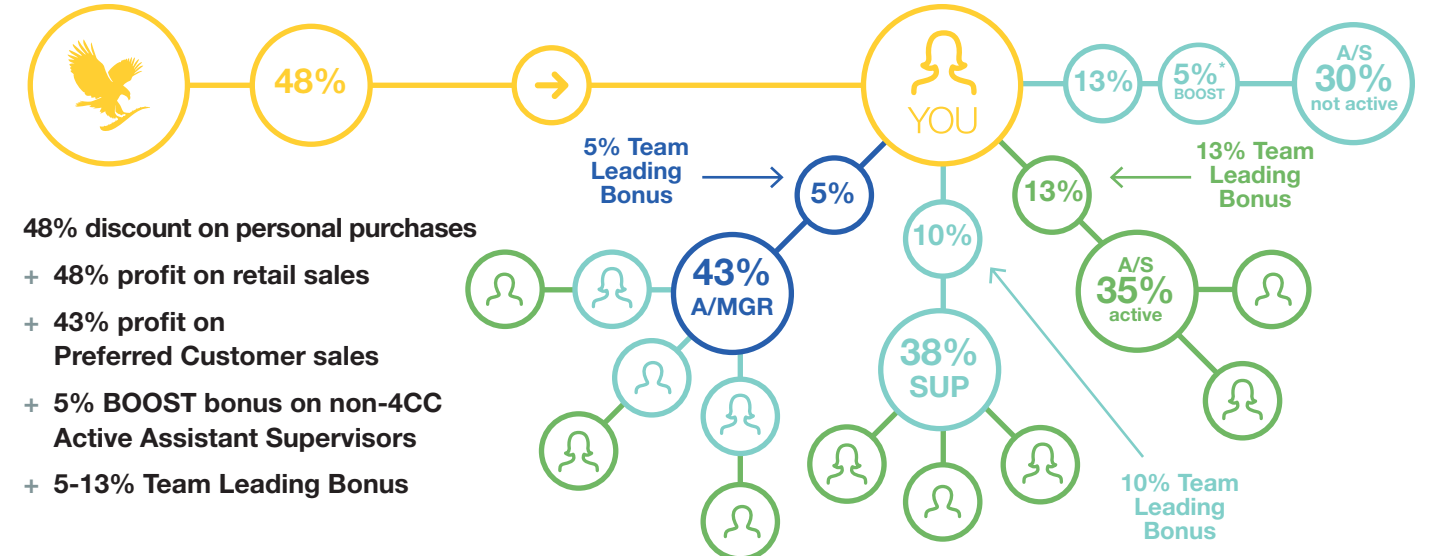 48%
YOU
13%
5%*
BOOST
A/S
30%
not active
5% Team
Leading
Bonus
5%
13%
13% Team
Leading
Bonus
48% discount on personal purchases
+ 48% profit on retail sales
+ 43% profit on
Preferred Customer sales
+ 5% BOOST bonus on non-4CC
Active Assistant Supervisors
+ 5-13% Team Leading Bonus
10%
43%
A/MGR
A/S
35%
active
38%
SUP
10% Team
Leading
Bonus